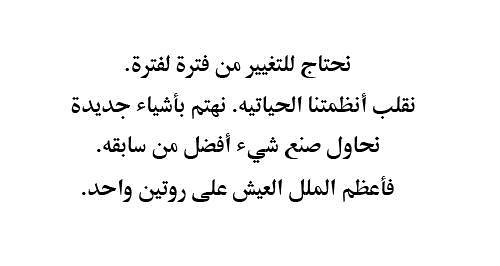 نحتاج للتغيير من فترة لفترة.
نقلب أنظمتنا الحياتيه. نهتم بأشياء جديدة
نحاول صنع شيء أفضل من سابقه.
فأعظم الملل العيش على روتين واحد.